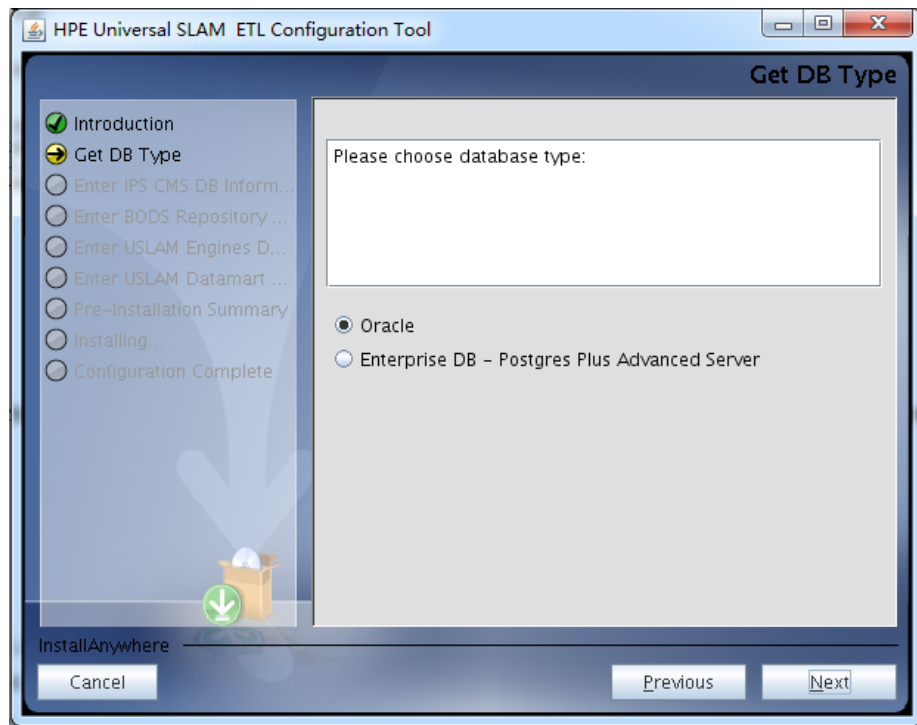 HPE Universal SLAM ETL Configuration Tool
Get DB Type
Introduction
Get DB Type
Enter IPS CMS DB Inform...
Enter BODS Repository ...
Enter USLAM Engines D...
Enter USLAM Datamart ...
Pre-Installation Summary
Installing...
Configuration Complete
Please choose database type:
Oracle
Enterprise DB - Postgres Plus Advanced Server
InstallAnywhere
Cancel
Previous
Next